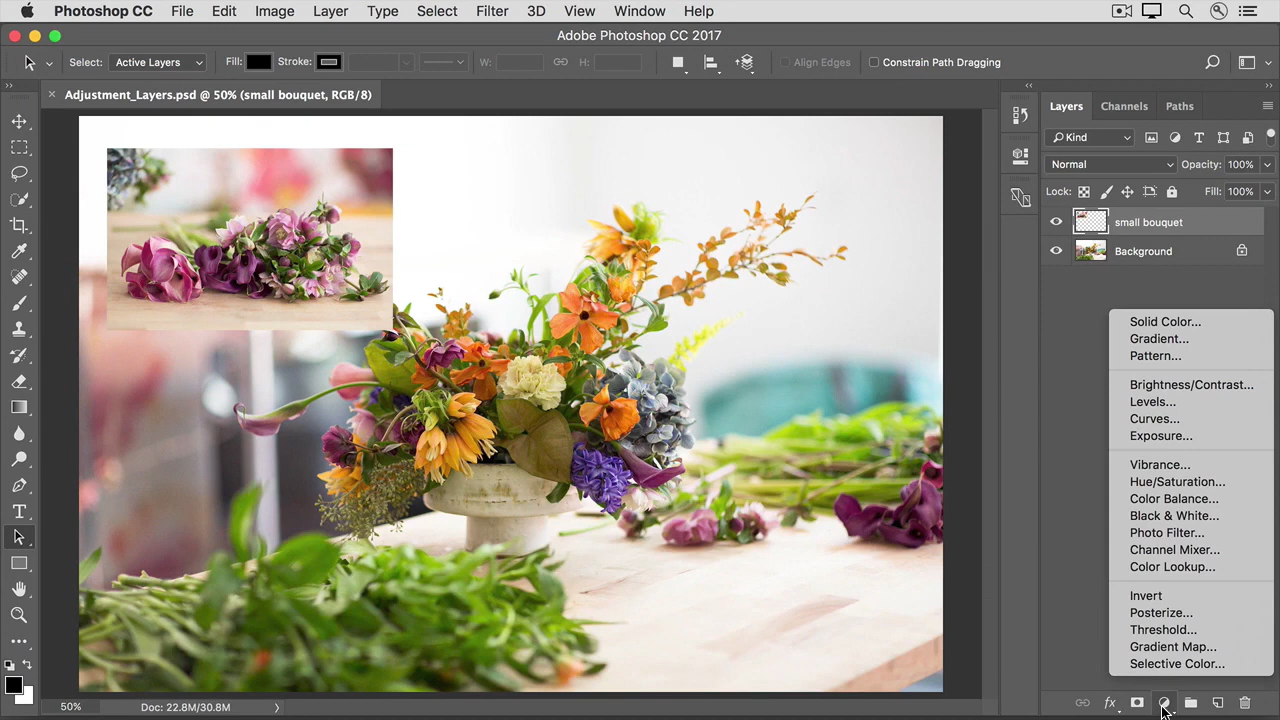 Photoshop CC File Edit Image Layer Type Select Filter 3D View Window Help
Adobe Photoshop CC 2017
Select: Active Layers Fill: Stroke: W: H: Align Edges Constrain Path Dragging
× Adjustment_Layers.psd @ 50% (small bouquet, RGB/8)
Layers Channels Paths
Kind
Normal Opacity: 100%
Lock: Fill: 100%
small bouquet
Background
Solid Color...
Gradient...
Pattern...
Brightness/Contrast...
Levels...
Curves...
Exposure...
Vibrance...
Hue/Saturation...
Color Balance...
Black & White...
Photo Filter...
Channel Mixer...
Color Lookup...
Invert
Posterize...
Threshold...
Gradient Map...
Selective Color...
50% Doc: 22.8M/30.8M